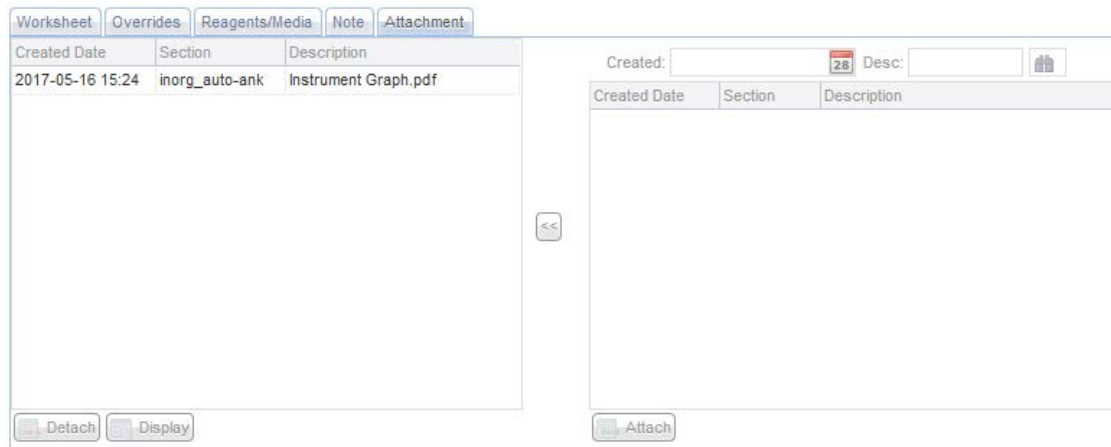 Worksheet Overrides Reagents/Media Note Attachment
Created Date Section Description
2017-05-16 15:24 inorg_auto-ank Instrument Graph.pdf
Created: 28 Desc:
Created Date Section Description
<<
Detach Display
Attach